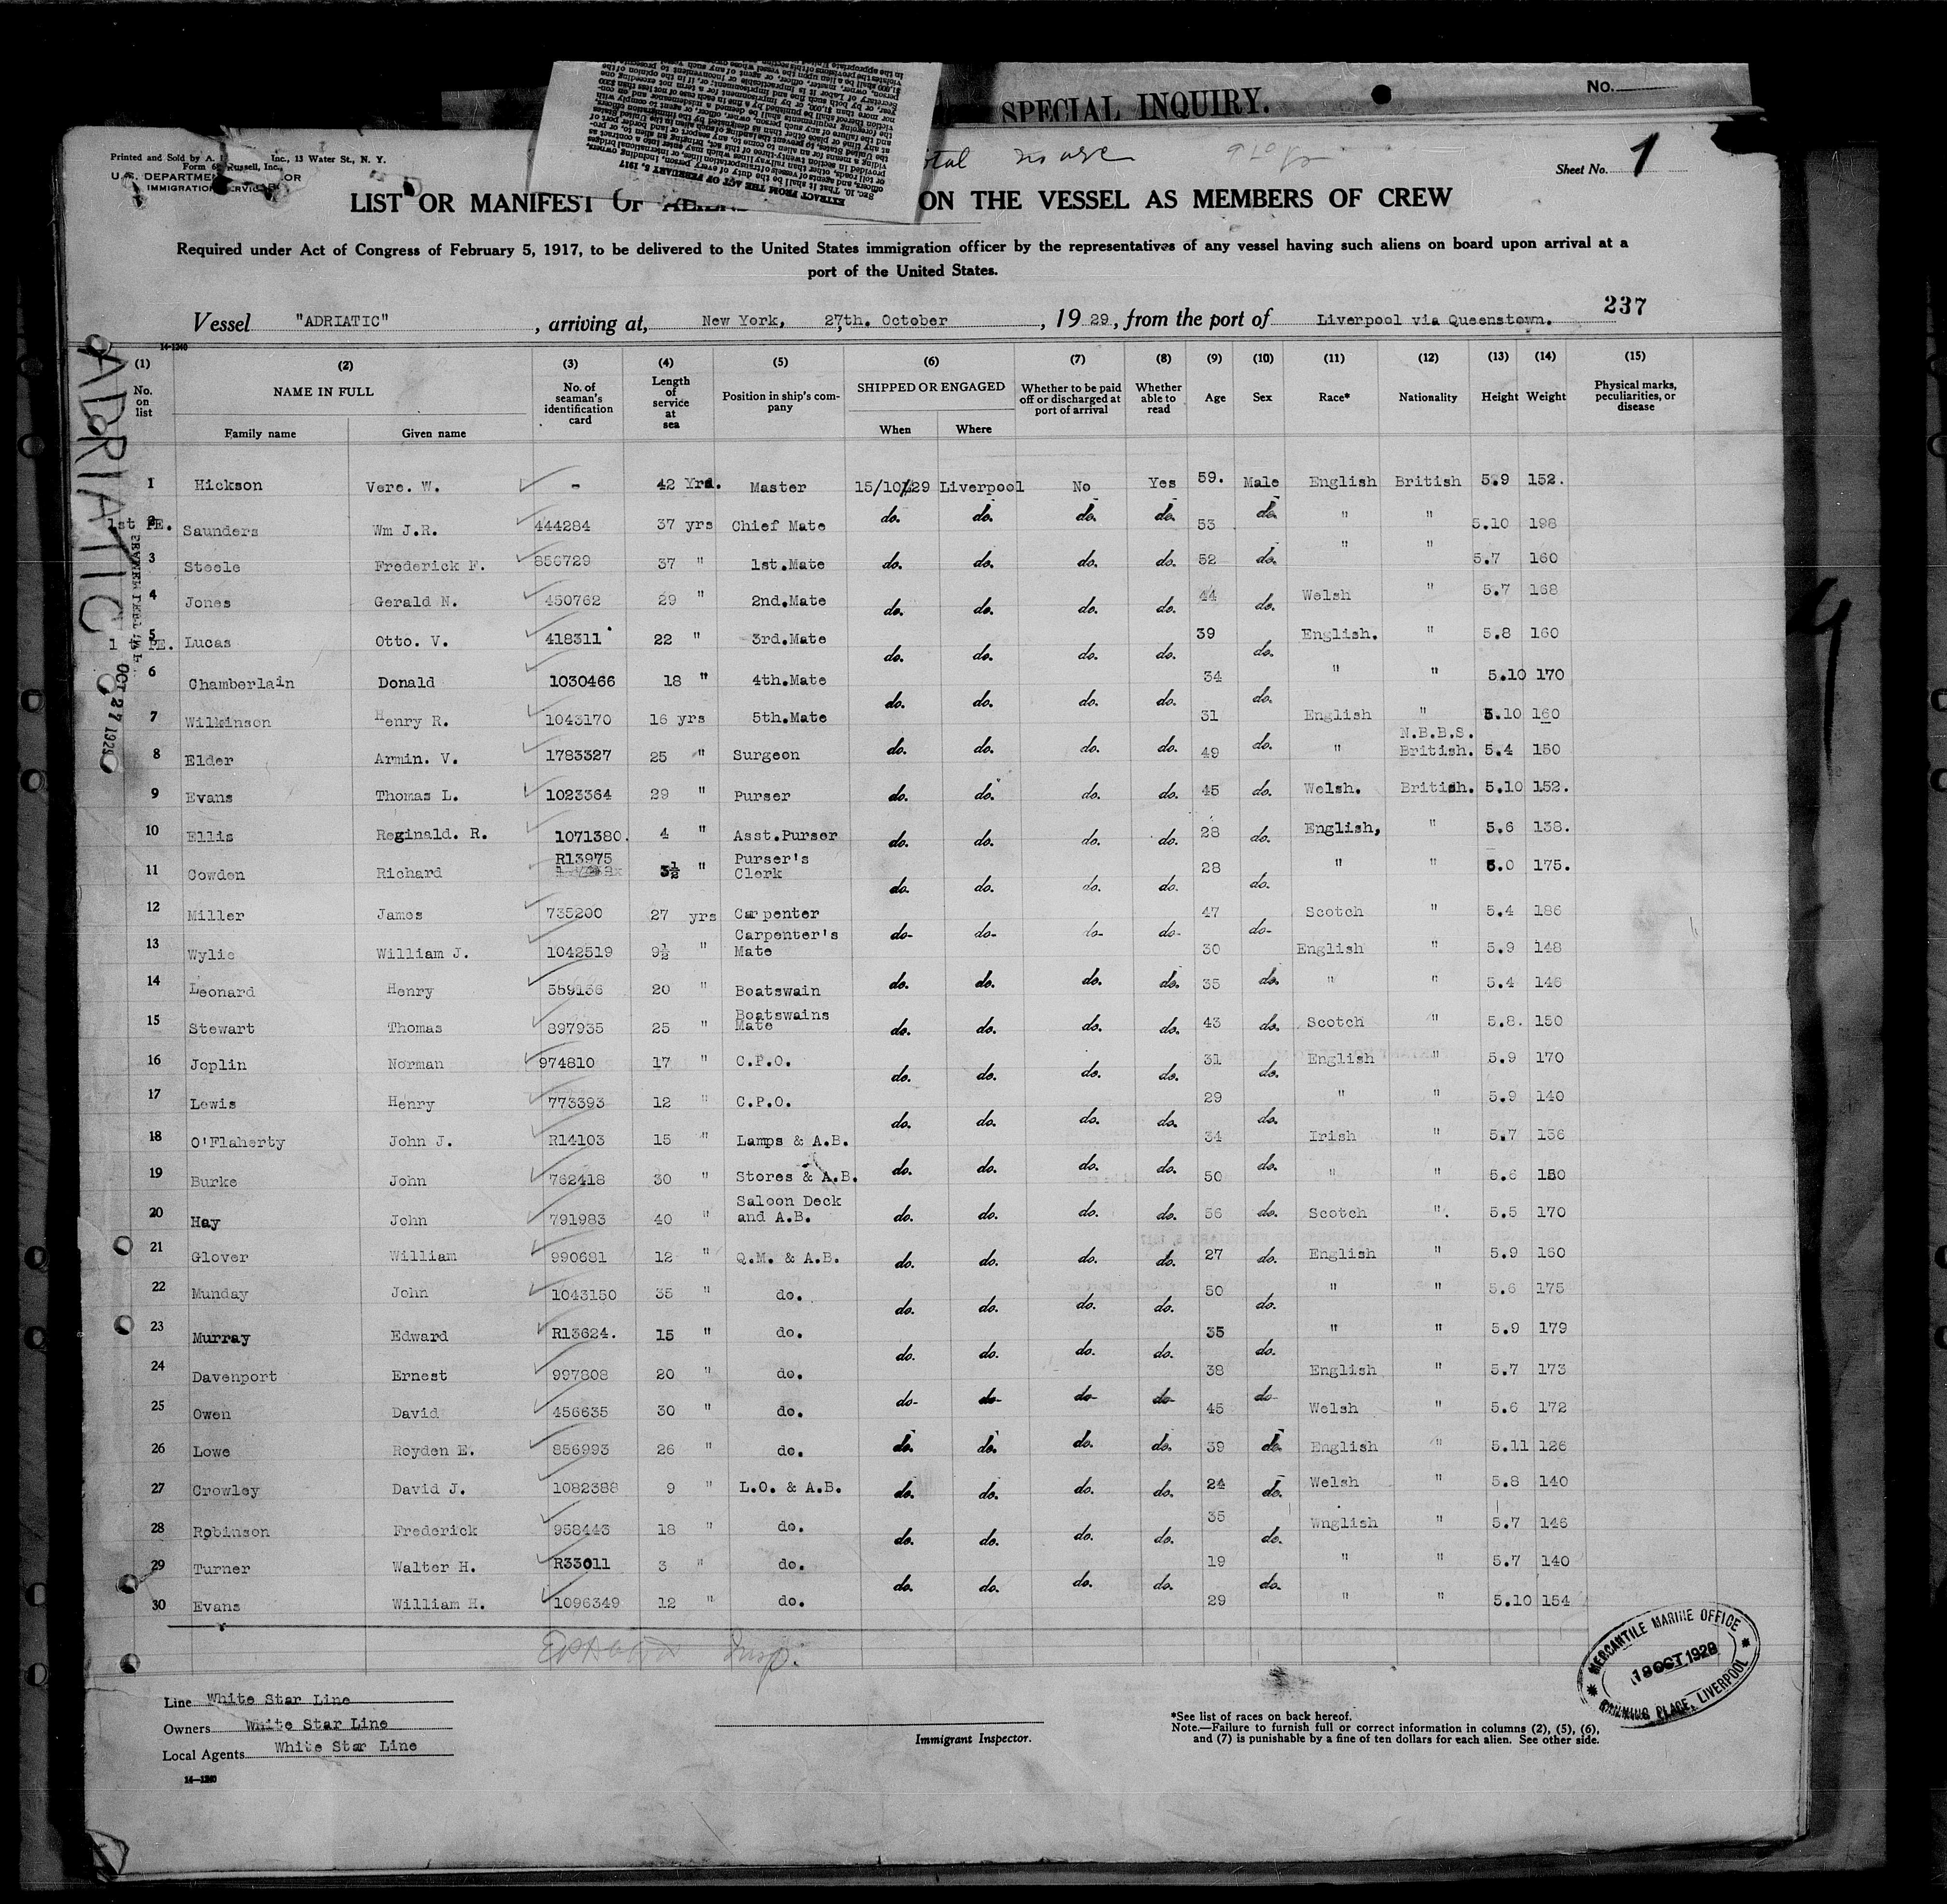 SPECIAL INQUIRY.
No.
Printed and Sold by A. Inc., 13 Water St., N. Y.
Sheet No. 1
EXTRACT FROM THE ACT OF FEBRUARY 5, 1917
LIST OR MANIFEST OF ON THE VESSEL AS MEMBERS OF CREW
Required under Act of Congress of February 5, 1917, to be delivered to the United States immigration officer by the representatives of any vessel having such aliens on board upon arrival at a
port of the United States.
237
Vessel "ADRIATIC", arriving at, New York, 27th. October, 1929, from the port of Liverpool via Queenstown.
14-1240
ADRIATIC
OCT 27 1929
(1) (2) (3) (4) (5) (6) (7) (8) (9) (10) (11) (12) (13) (14) (15)
No. on list NAME IN FULL No. of seaman's identification card Length of service at sea Position in ship's company SHIPPED OR ENGAGED Whether to be paid off or discharged at port of arrival Whether able to read Age Sex Race* Nationality Height Weight Physical marks, peculiarities, or disease
Family name Given name When Where
1 Hickson Vere. W. - 42 Yrs. Master 15/10/29 Liverpool No Yes 59. Male English British 5.9 152.
2 Saunders Wm J.R. 444284 37 yrs Chief Mate do. do. do. do. 53 do. " " 5.10 198
3 Steele Frederick F. 856729 37 " 1st.Mate do. do. do. do. 52 do. " " 5.7 160
4 Jones Gerald N. 450762 29 " 2nd.Mate do. do. do. do. 44 do. Welsh " 5.7 168
5 Lucas Otto. V. 418311 22 " 3rd.Mate do. do. do. do. 39 do. English. " 5.8 160
6 Chamberlain Donald 1030466 18 " 4th.Mate do. do. do. do. 34 do. " " 5.10 170
7 Wilkinson Henry R. 1043170 16 yrs 5th.Mate do. do. do. do. 31 do. English " 5.10 160
8 Elder Armin. V. 1783327 25 " Surgeon do. do. do. do. 49 do. " N.B.B.S. British. 5.4 150
9 Evans Thomas L. 1023364 29 " Purser do. do. do. do. 45 do. Welsh. British. 5.10 152.
10 Ellis Reginald. R. 1071380. 4 " Asst.Purser do. do. do. do. 28 do. English, " 5.6 138.
11 Cowden Richard R13975 3½ " Purser's Clerk do. do. do. do. 28 do. " " 6.0 175.
12 Miller James 735200 27 yrs Carpenter do- do- do- do- 47 do- Scotch " 5.4 186
13 Wylie William J. 1042519 9½ " Carpenter's Mate 30 English " 5.9 148
14 Leonard Henry 559136 20 " Boatswain do. do. do. do. 35 do. " " 5.4 146
15 Stewart Thomas 897935 25 " Boatswains Mate do. do. do. do. 43 do. Scotch " 5.8. 150
16 Joplin Norman 974810 17 " C.P.O. do. do. do. do. 31 do. English " 5.9 170
17 Lewis Henry 773393 12 " C.P.O. do. do. do. do. 29 do. " " 5.9 140
18 O'Flaherty John J. R14103 15 " Lamps & A.B. do. do. do. do. 34 do. Irish " 5.7 156
19 Burke John 762418 30 " Stores & A.B. 50 " " 5.6 150
20 Hay John 791983 40 " Saloon Deck and A.B. do. do. do. do. 56 do. Scotch ". 5.5 170
21 Glover William 990681 12 " Q.M. & A.B. do. do. do. do. 27 do. English " 5.9 160
22 Munday John 1043150 35 " do. do. do. do. do. 50 do. " " 5.6 175
23 Murray Edward R13624. 15 " do. do. do. do. do. 35 do. " " 5.9 179
24 Davenport Ernest 997808 20 " do. do- do- do- do- 38 do- English " 5.7 173
25 Owen David 456635 30 " do. 45 Welsh " 5.6 172
26 Lowe Royden E. 856993 26 " do. do. do. do. do. 39 do. English " 5.11 126
27 Crowley David J. 1082388 9 " L.O. & A.B. do. do. do. do. 24 do. Welsh " 5.8 140
28 Robinson Frederick 958443 18 " do. do. do. do. do. 35 do. Wnglish " 5.7 146
29 Turner Walter H. R33011 3 " do. do. do. do. do. 19 do. " " 5.7 140
30 Evans William H. 1096349 12 " do. 29 " " 5.10 154
MERCANTILE MARINE OFFICE
18 OCT 1929
LIVERPOOL
Line White Star Line
Owners White Star Line
Local Agents White Star Line
14-1240
Immigrant Inspector.
*See list of races on back hereof.
Note.—Failure to furnish full or correct information in columns (2), (5), (6),
and (7) is punishable by a fine of ten dollars for each alien. See other side.